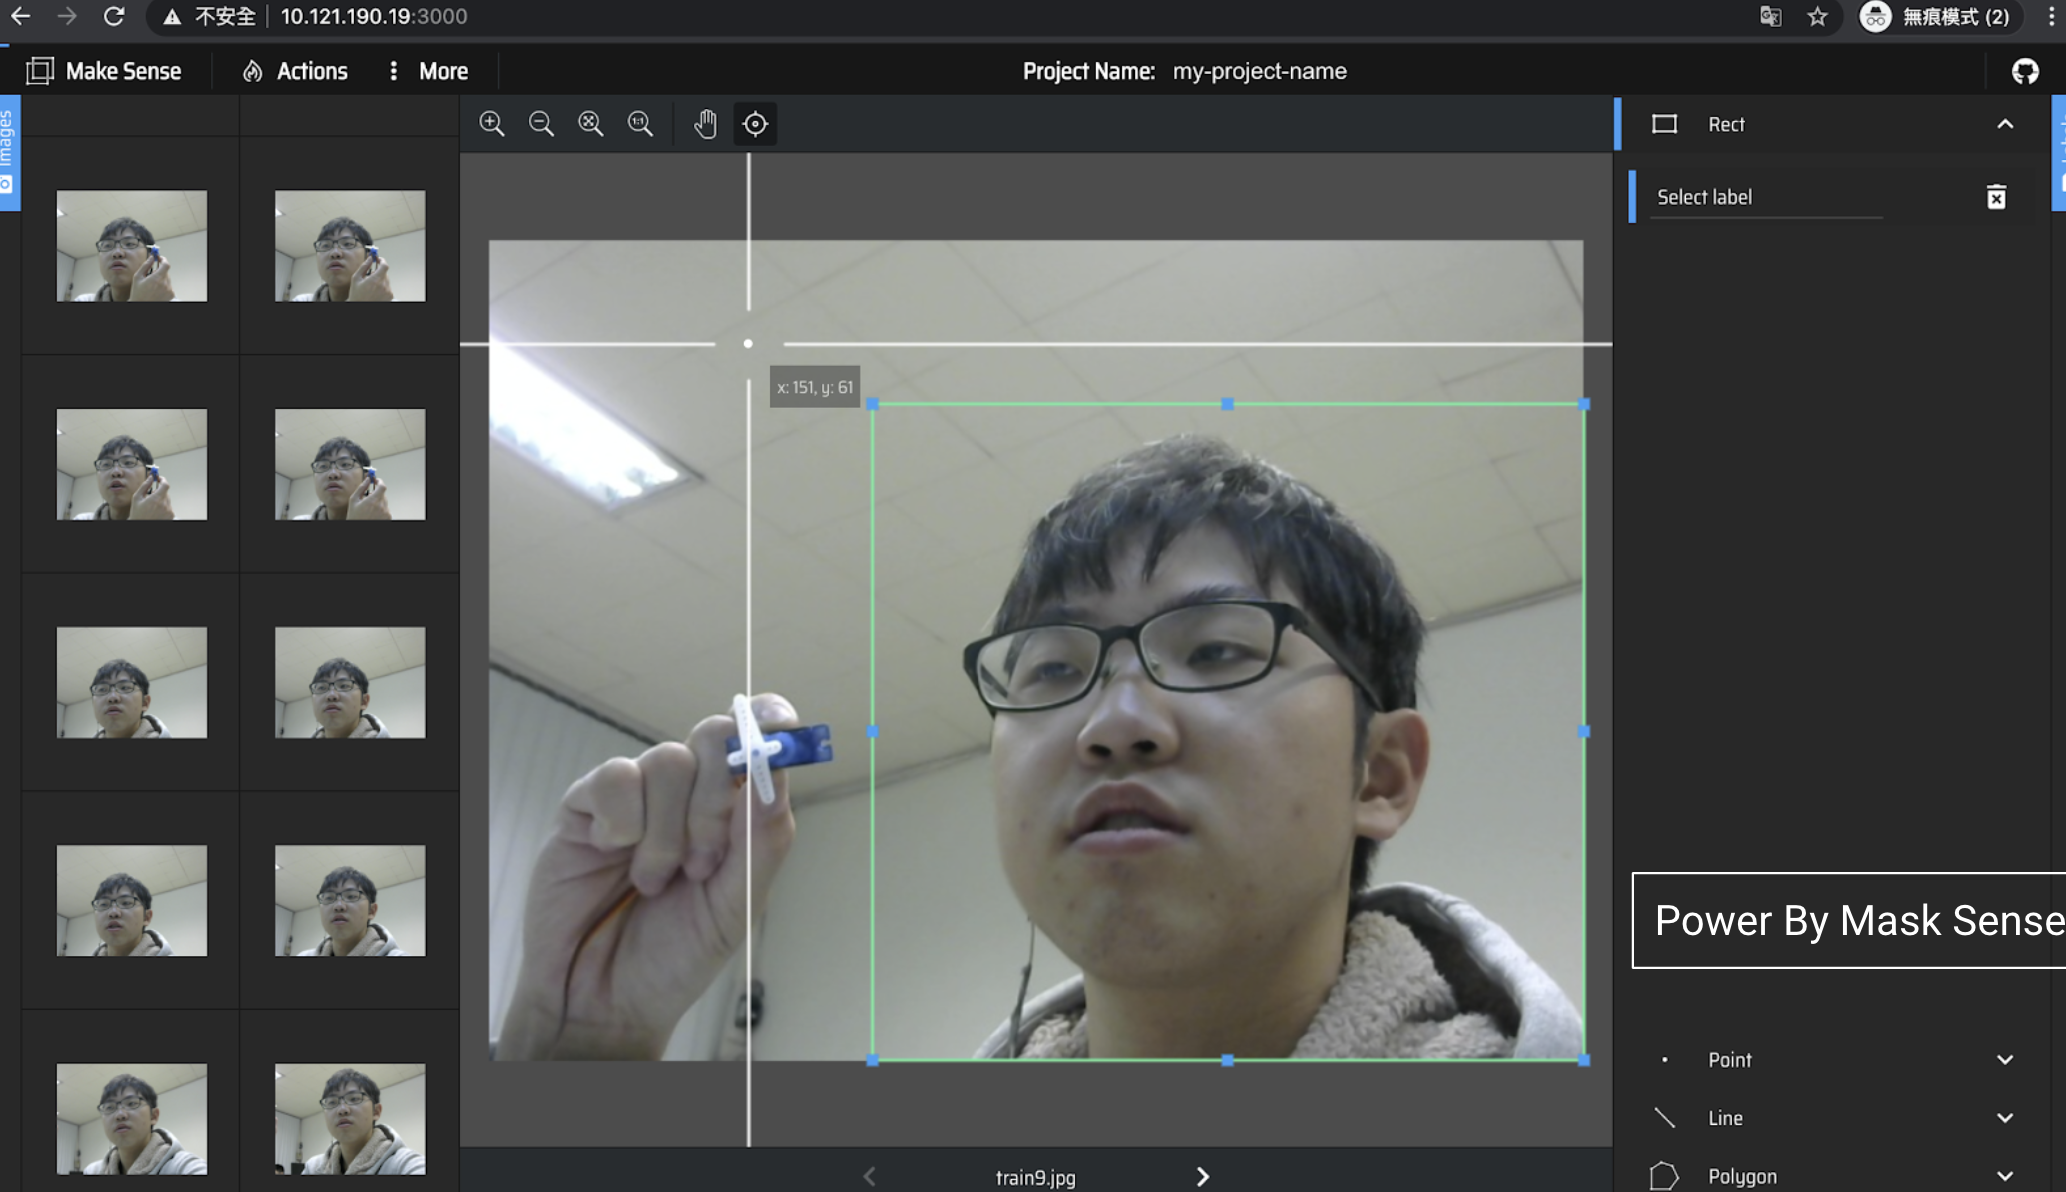 不安全 10.121.190.19:3000 無痕模式 (2)
Make Sense Actions More Project Name: my-project-name
Images
Rect
Select label
x: 151, y: 61
Power By Mask Sense
Point
Line
Polygon
train9.jpg